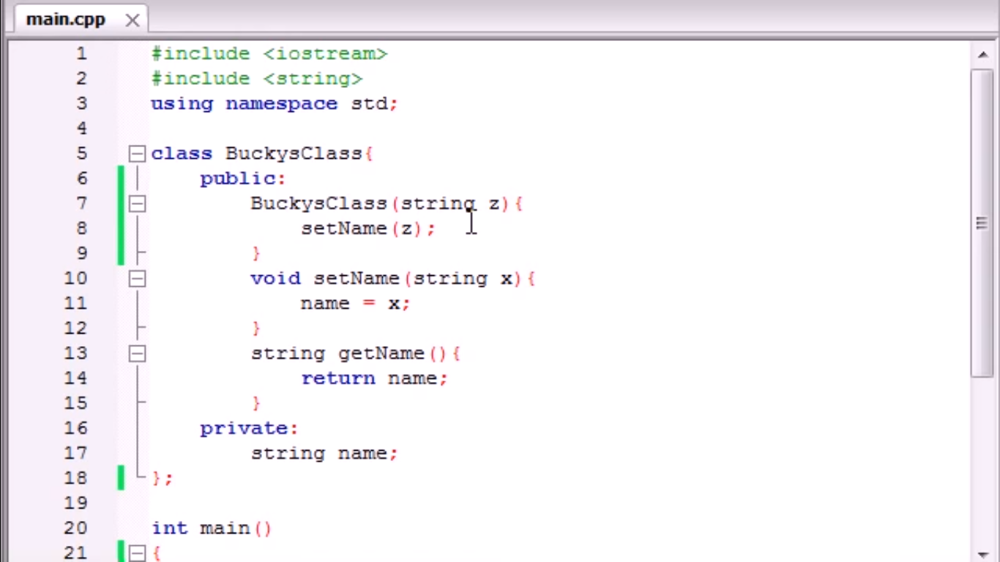 main.cpp
1 #include <iostream>
2 #include <string>
3 using namespace std;
4
5 class BuckysClass{
6 public:
7 BuckysClass(string z){
8 setName(z);
9 }
10 void setName(string x){
11 name = x;
12 }
13 string getName(){
14 return name;
15 }
16 private:
17 string name;
18 };
19
20 int main()
21 {